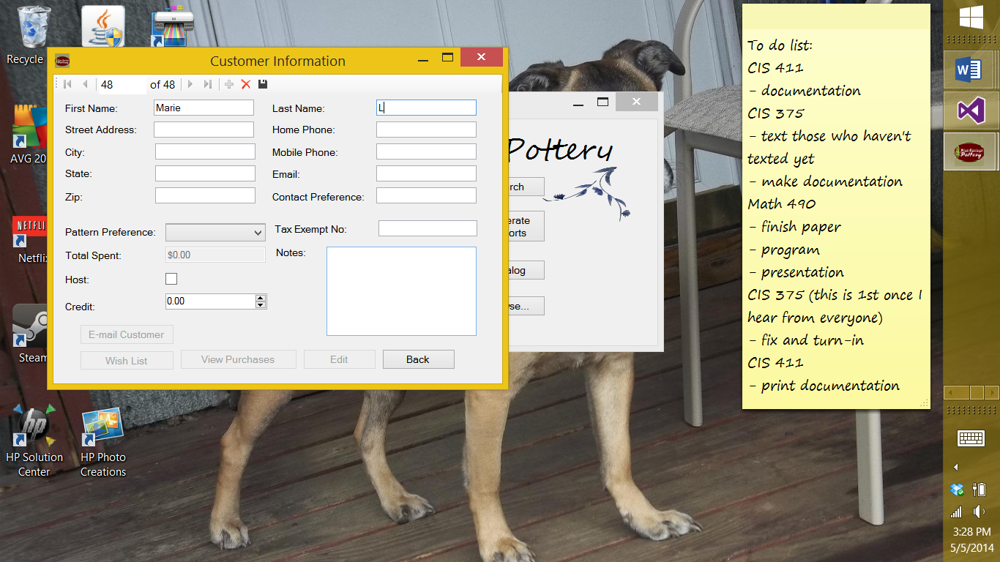 Recycle
AVG 20
Netflix
Steam
HP Solution
Center
HP Photo
Creations
Customer Information
48 of 48
First Name: Marie
Last Name: L
Street Address:
Home Phone:
City:
Mobile Phone:
State:
Email:
Zip:
Contact Preference:
Pattern Preference:
Tax Exempt No:
Total Spent: $0.00
Notes:
Host:
Credit: 0.00
E-mail Customer
Wish List
View Purchases
Edit
Back
Pottery
rch
erate
orts
alog
se...
To do list:
CIS 411
- documentation
CIS 375
- text those who haven't
texted yet
- make documentation
Math 490
- finish paper
- program
- presentation
CIS 375 (this is 1st once I
hear from everyone)
- fix and turn-in
CIS 411
- print documentation
NETFLIX
hp
W
Pottery
3:28 PM
5/5/2014